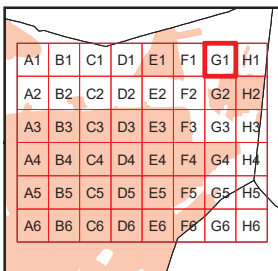 A1 B1 C1 D1 E1 F1 G1 H1
A2 B2 C2 D2 E2 F2 G2 H2
A3 B3 C3 D3 E3 F3 G3 H3
A4 B4 C4 D4 E4 F4 G4 H4
A5 B5 C5 D5 E5 F5 G5 H5
A6 B6 C6 D6 E6 F6 G6 H6